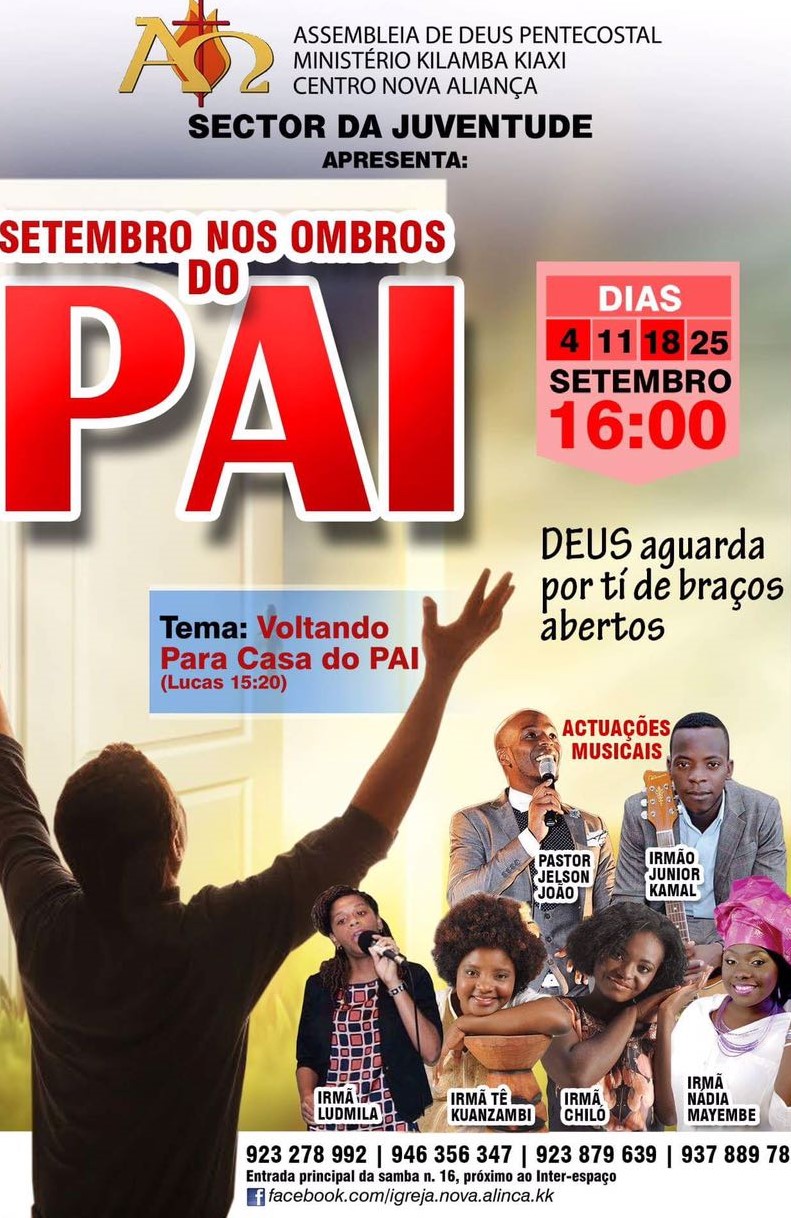 ΑΩ
ASSEMBLEIA DE DEUS PENTECOSTAL
MINISTÉRIO KILAMBA KIAXI
CENTRO NOVA ALIANÇA
SECTOR DA JUVENTUDE
APRESENTA:
SETEMBRO NOS OMBROS
DO
PAI
DIAS
4 11 18 25
SETEMBRO
16:00
DEUS aguarda
por tí de braços
abertos
Tema: Voltando
Para Casa do PAI
(Lucas 15:20)
ACTUAÇÕES
MUSICAIS
PASTOR
JELSON
JOÃO
IRMÃO
JUNIOR
KAMAL
IRMÃ
LUDMILA
IRMÃ TÊ
KUANZAMBI
IRMÃ
CHILÓ
IRMÃ
NÁDIA
MAYEMBE
923 278 992 | 946 356 347 | 923 879 639 | 937 889 78
Entrada principal da samba n. 16, próximo ao Inter-espaço
f facebook.com/igreja.nova.alinca.kk